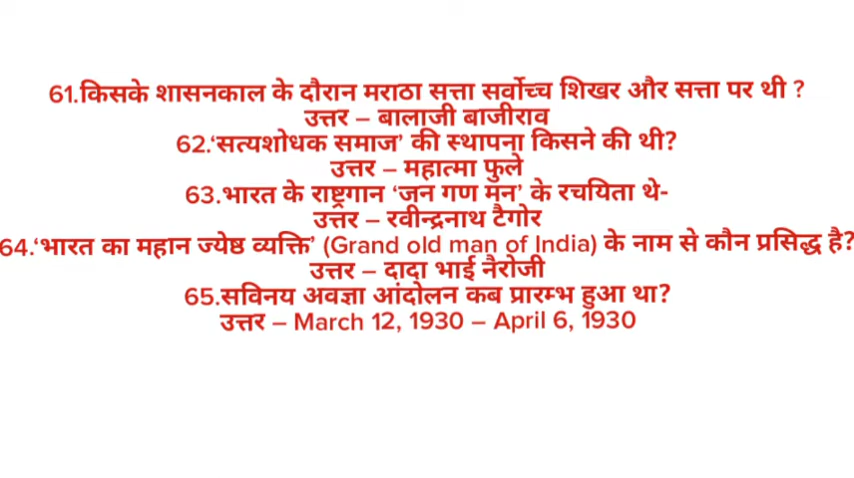 61.किसके शासनकाल के दौरान मराठा सत्ता सर्वोच्च शिखर और सत्ता पर थी ?
उत्तर – बालाजी बाजीराव
62.‘सत्यशोधक समाज’ की स्थापना किसने की थी?
उत्तर – महात्मा फुले
63.भारत के राष्ट्रगान ‘जन गण मन’ के रचयिता थे-
उत्तर – रवीन्द्रनाथ टैगोर
64.‘भारत का महान ज्येष्ठ व्यक्ति’ (Grand old man of India) के नाम से कौन प्रसिद्ध है?
उत्तर – दादा भाई नैरोजी
65.सविनय अवज्ञा आंदोलन कब प्रारम्भ हुआ था?
उत्तर – March 12, 1930 – April 6, 1930